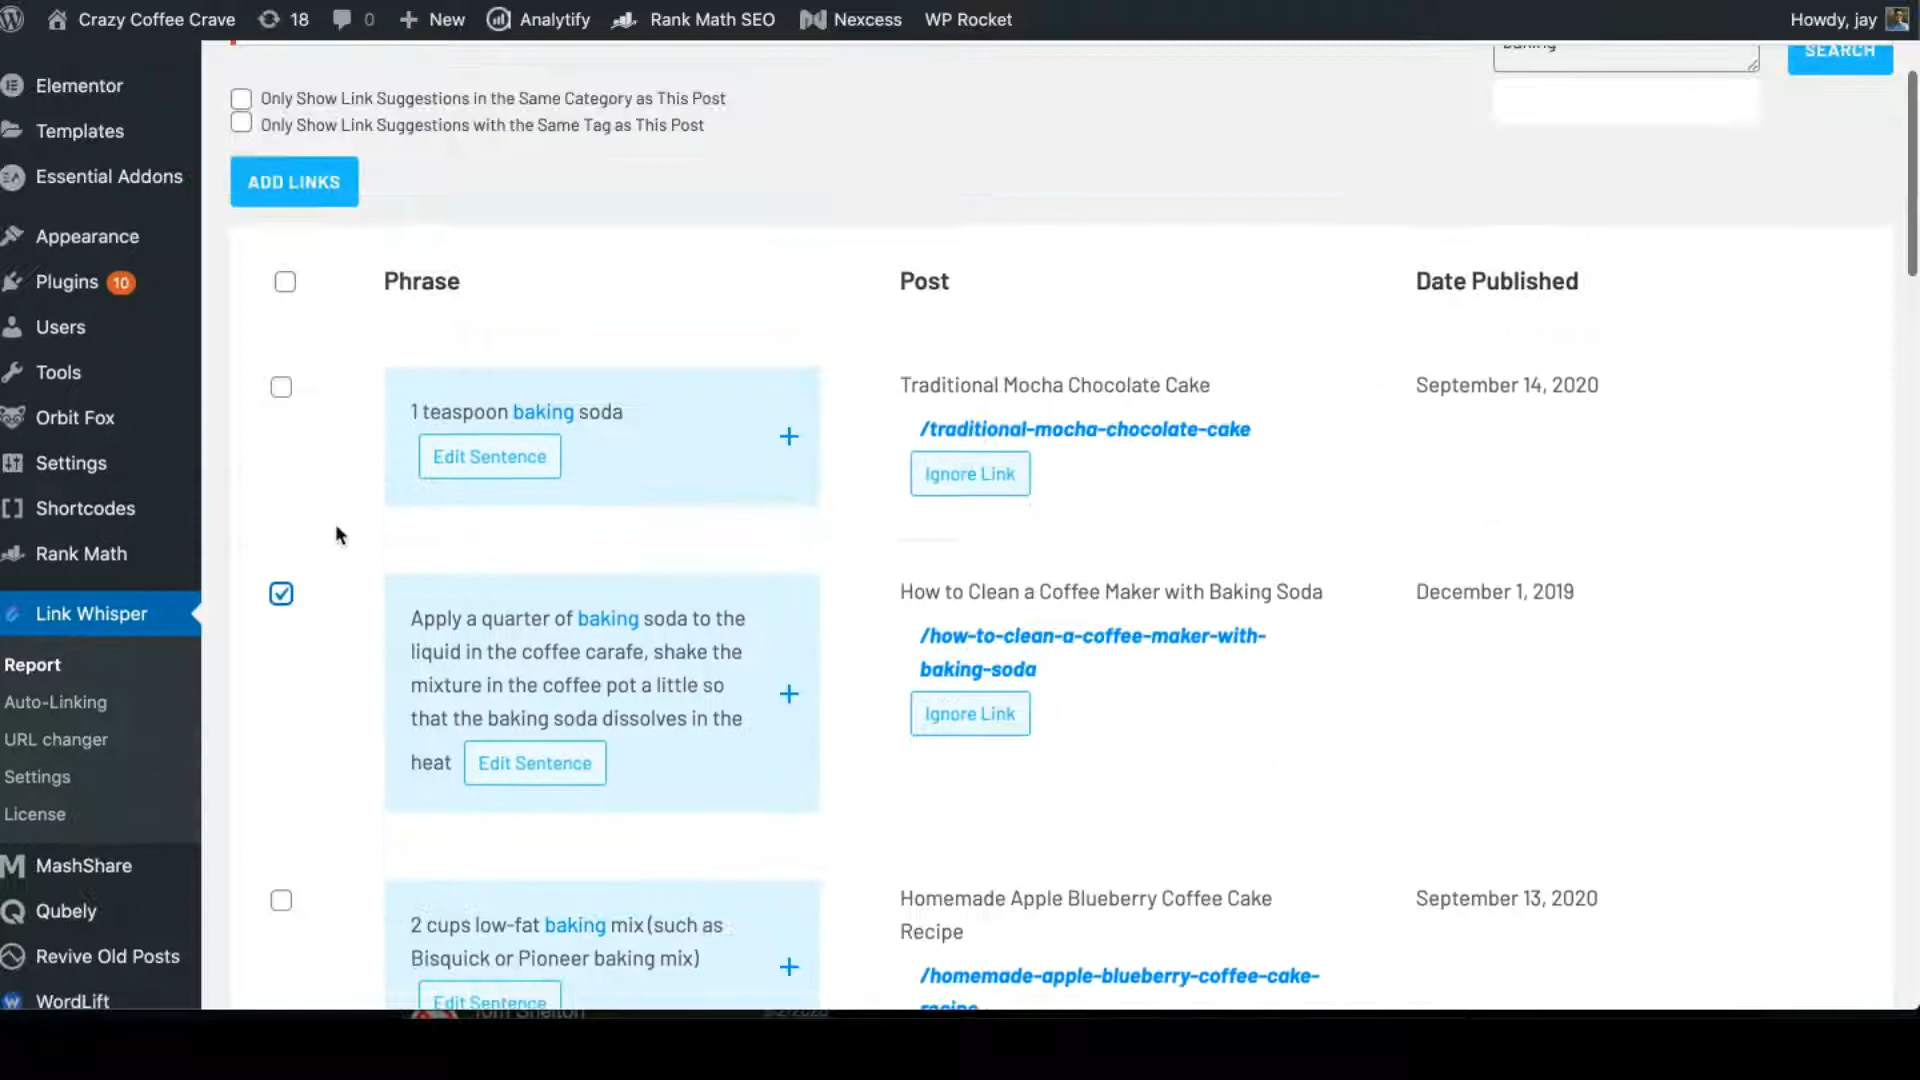 Crazy Coffee Crave 18 0 New Analytify Rank Math SEO Nexcess WP Rocket Howdy, jay
Elementor
Templates
Essential Addons
Appearance
Plugins 10
Users
Tools
Orbit Fox
Settings
Shortcodes
Rank Math
Link Whisper
Report
Auto-Linking
URL changer
Settings
License
MashShare
Qubely
Revive Old Posts
WordLift
baking
SEARCH
Only Show Link Suggestions in the Same Category as This Post
Only Show Link Suggestions with the Same Tag as This Post
ADD LINKS
Phrase Post Date Published
1 teaspoon baking soda
Edit Sentence
+
Traditional Mocha Chocolate Cake
/traditional-mocha-chocolate-cake
Ignore Link
September 14, 2020
Apply a quarter of baking soda to the
liquid in the coffee carafe, shake the
mixture in the coffee pot a little so
that the baking soda dissolves in the
heat Edit Sentence
+
How to Clean a Coffee Maker with Baking Soda
/how-to-clean-a-coffee-maker-with-
baking-soda
Ignore Link
December 1, 2019
2 cups low-fat baking mix (such as
Bisquick or Pioneer baking mix)
Edit Sentence
+
Homemade Apple Blueberry Coffee Cake
Recipe
/homemade-apple-blueberry-coffee-cake-
recipe
September 13, 2020
Tom Shelton